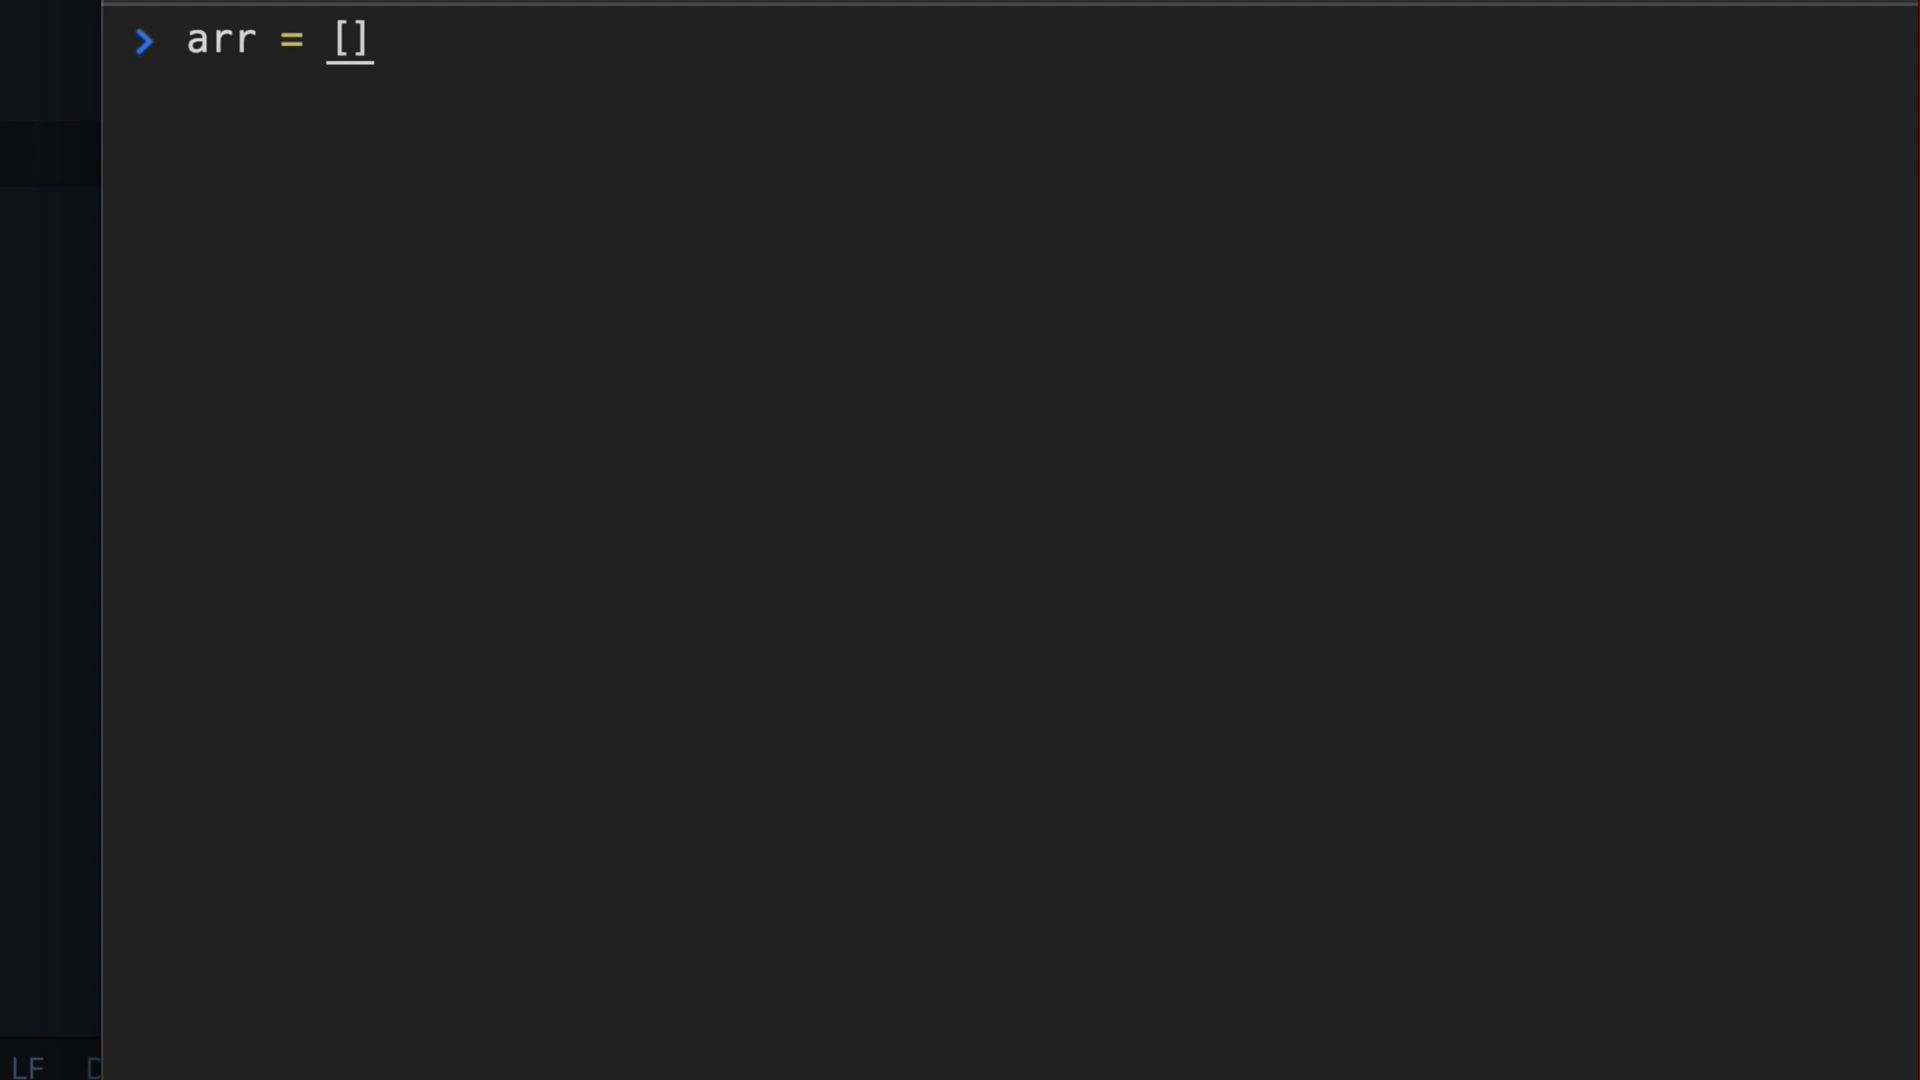 > arr = []
LF D